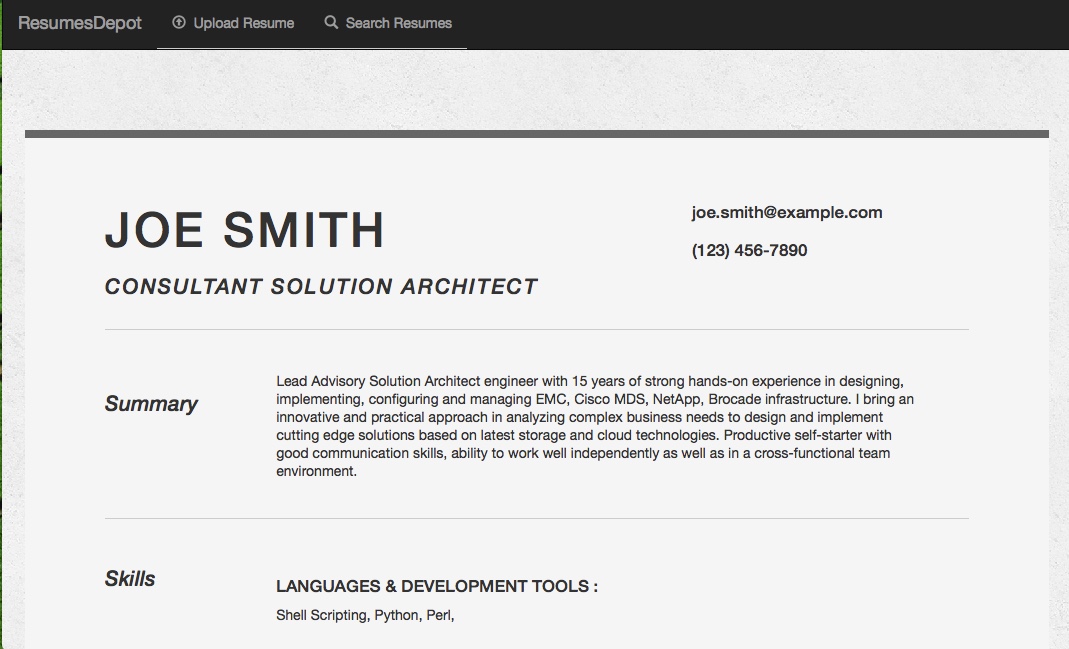 ResumesDepot Upload Resume Search Resumes
JOE SMITH
joe.smith@example.com
(123) 456-7890
CONSULTANT SOLUTION ARCHITECT
Summary
Lead Advisory Solution Architect engineer with 15 years of strong hands-on experience in designing,
implementing, configuring and managing EMC, Cisco MDS, NetApp, Brocade infrastructure. I bring an
innovative and practical approach in analyzing complex business needs to design and implement
cutting edge solutions based on latest storage and cloud technologies. Productive self-starter with
good communication skills, ability to work well independently as well as in a cross-functional team
environment.
Skills
LANGUAGES & DEVELOPMENT TOOLS :
Shell Scripting, Python, Perl,